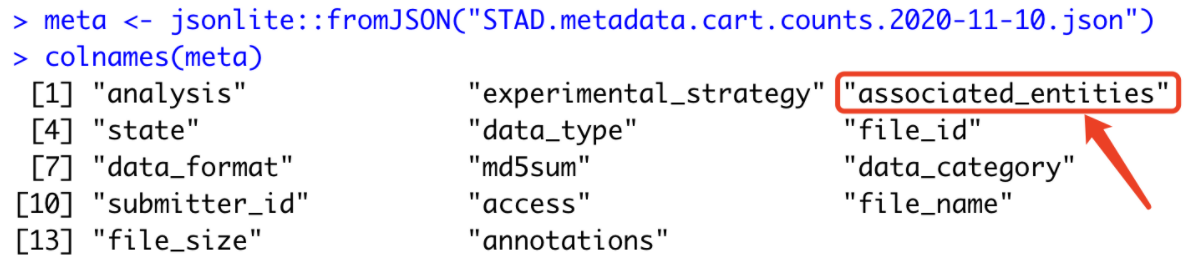 > meta <- jsonlite::fromJSON("STAD.metadata.cart.counts.2020-11-10.json")
> colnames(meta)
[1] "analysis" "experimental_strategy" "associated_entities"
[4] "state" "data_type" "file_id"
[7] "data_format" "md5sum" "data_category"
[10] "submitter_id" "access" "file_name"
[13] "file_size" "annotations"